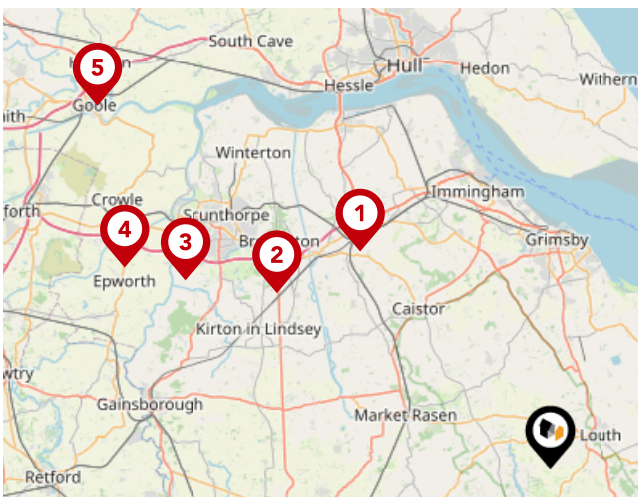 South Cave
Hull
Hedon
5
Hessle
Withern
Goole
aith
Winterton
Immingham
Crowle
forth
Scunthorpe
1
4
3
Br
ton
Grimsby
2
Epworth
Caistor
Kirton in Lindsey
wtry
Gainsborough
Market Rasen
Louth
Retford